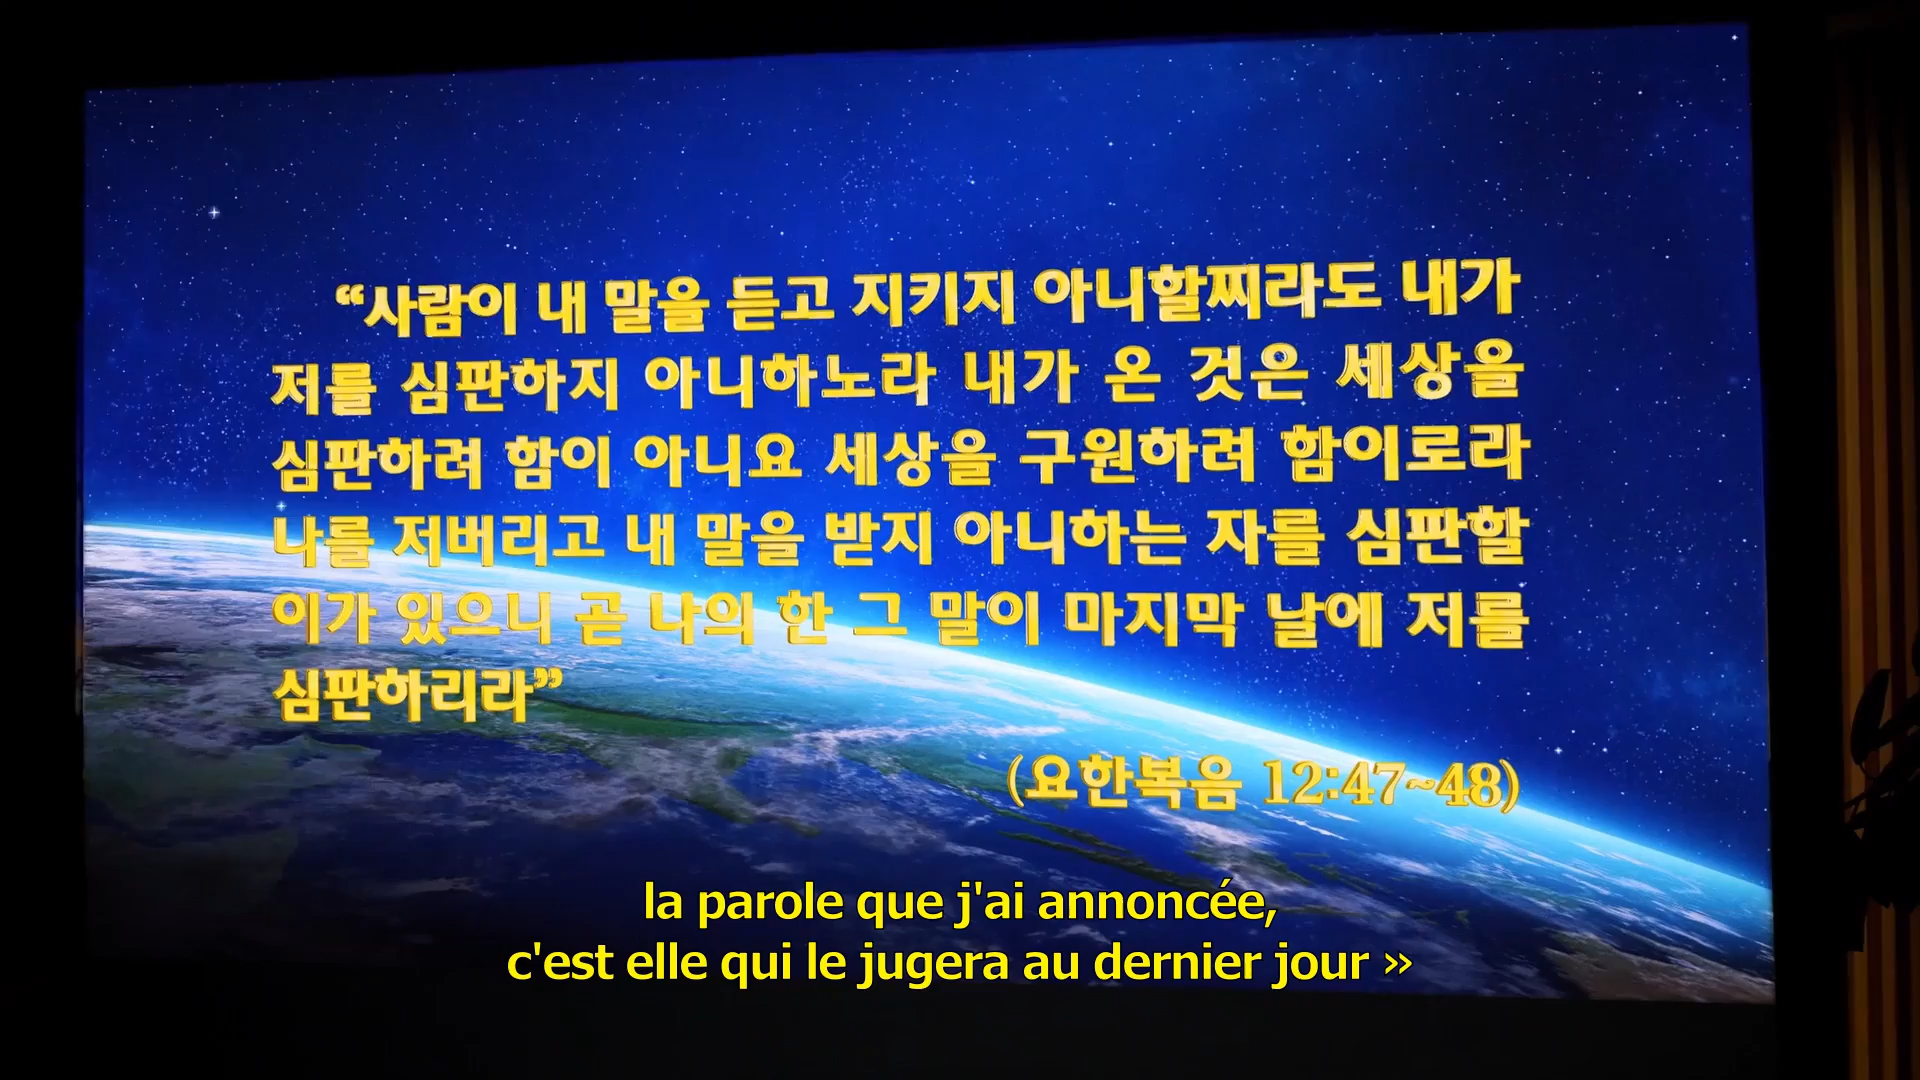 “사람이 내 말을 듣고 지키지 아니할찌라도 내가
저를 심판하지 아니하노라 내가 온 것은 세상을
심판하려 함이 아니요 세상을 구원하려 함이로라
나를 저버리고 내 말을 받지 아니하는 자를 심판할
이가 있으니 곧 나의 한 그 말이 마지막 날에 저를
심판하리라”
(요한복음 12:47~48)
la parole que j'ai annoncée,
c'est elle qui le jugera au dernier jour »